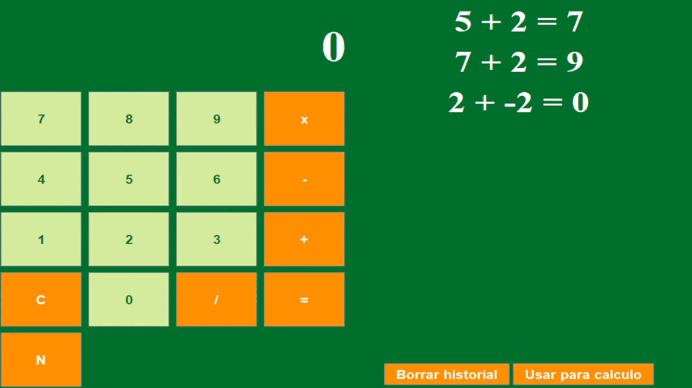 0
7 8 9 x
4 5 6 -
1 2 3 +
C 0 / =
N
5 + 2 = 7
7 + 2 = 9
2 + -2 = 0
Borrar historial Usar para calculo